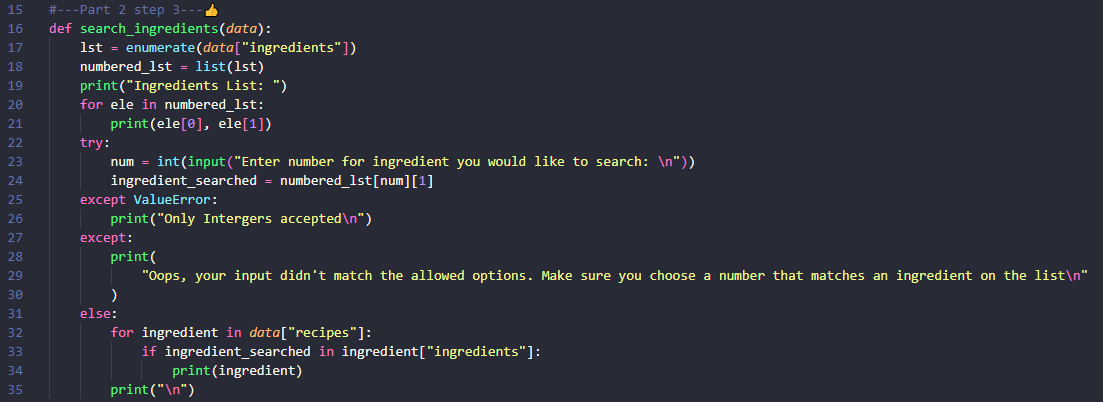 15 #---Part 2 step 3---👍
16 def search_ingredients(data):
17     lst = enumerate(data["ingredients"])
18     numbered_lst = list(lst)
19     print("Ingredients List: ")
20     for ele in numbered_lst:
21         print(ele[0], ele[1])
22     try:
23         num = int(input("Enter number for ingredient you would like to search: \n"))
24         ingredient_searched = numbered_lst[num][1]
25     except ValueError:
26         print("Only Intergers accepted\n")
27     except:
28         print(
29             "Oops, your input didn't match the allowed options. Make sure you choose a number that matches an ingredient on the list\n"
30         )
31     else:
32         for ingredient in data["recipes"]:
33             if ingredient_searched in ingredient["ingredients"]:
34                 print(ingredient)
35         print("\n")